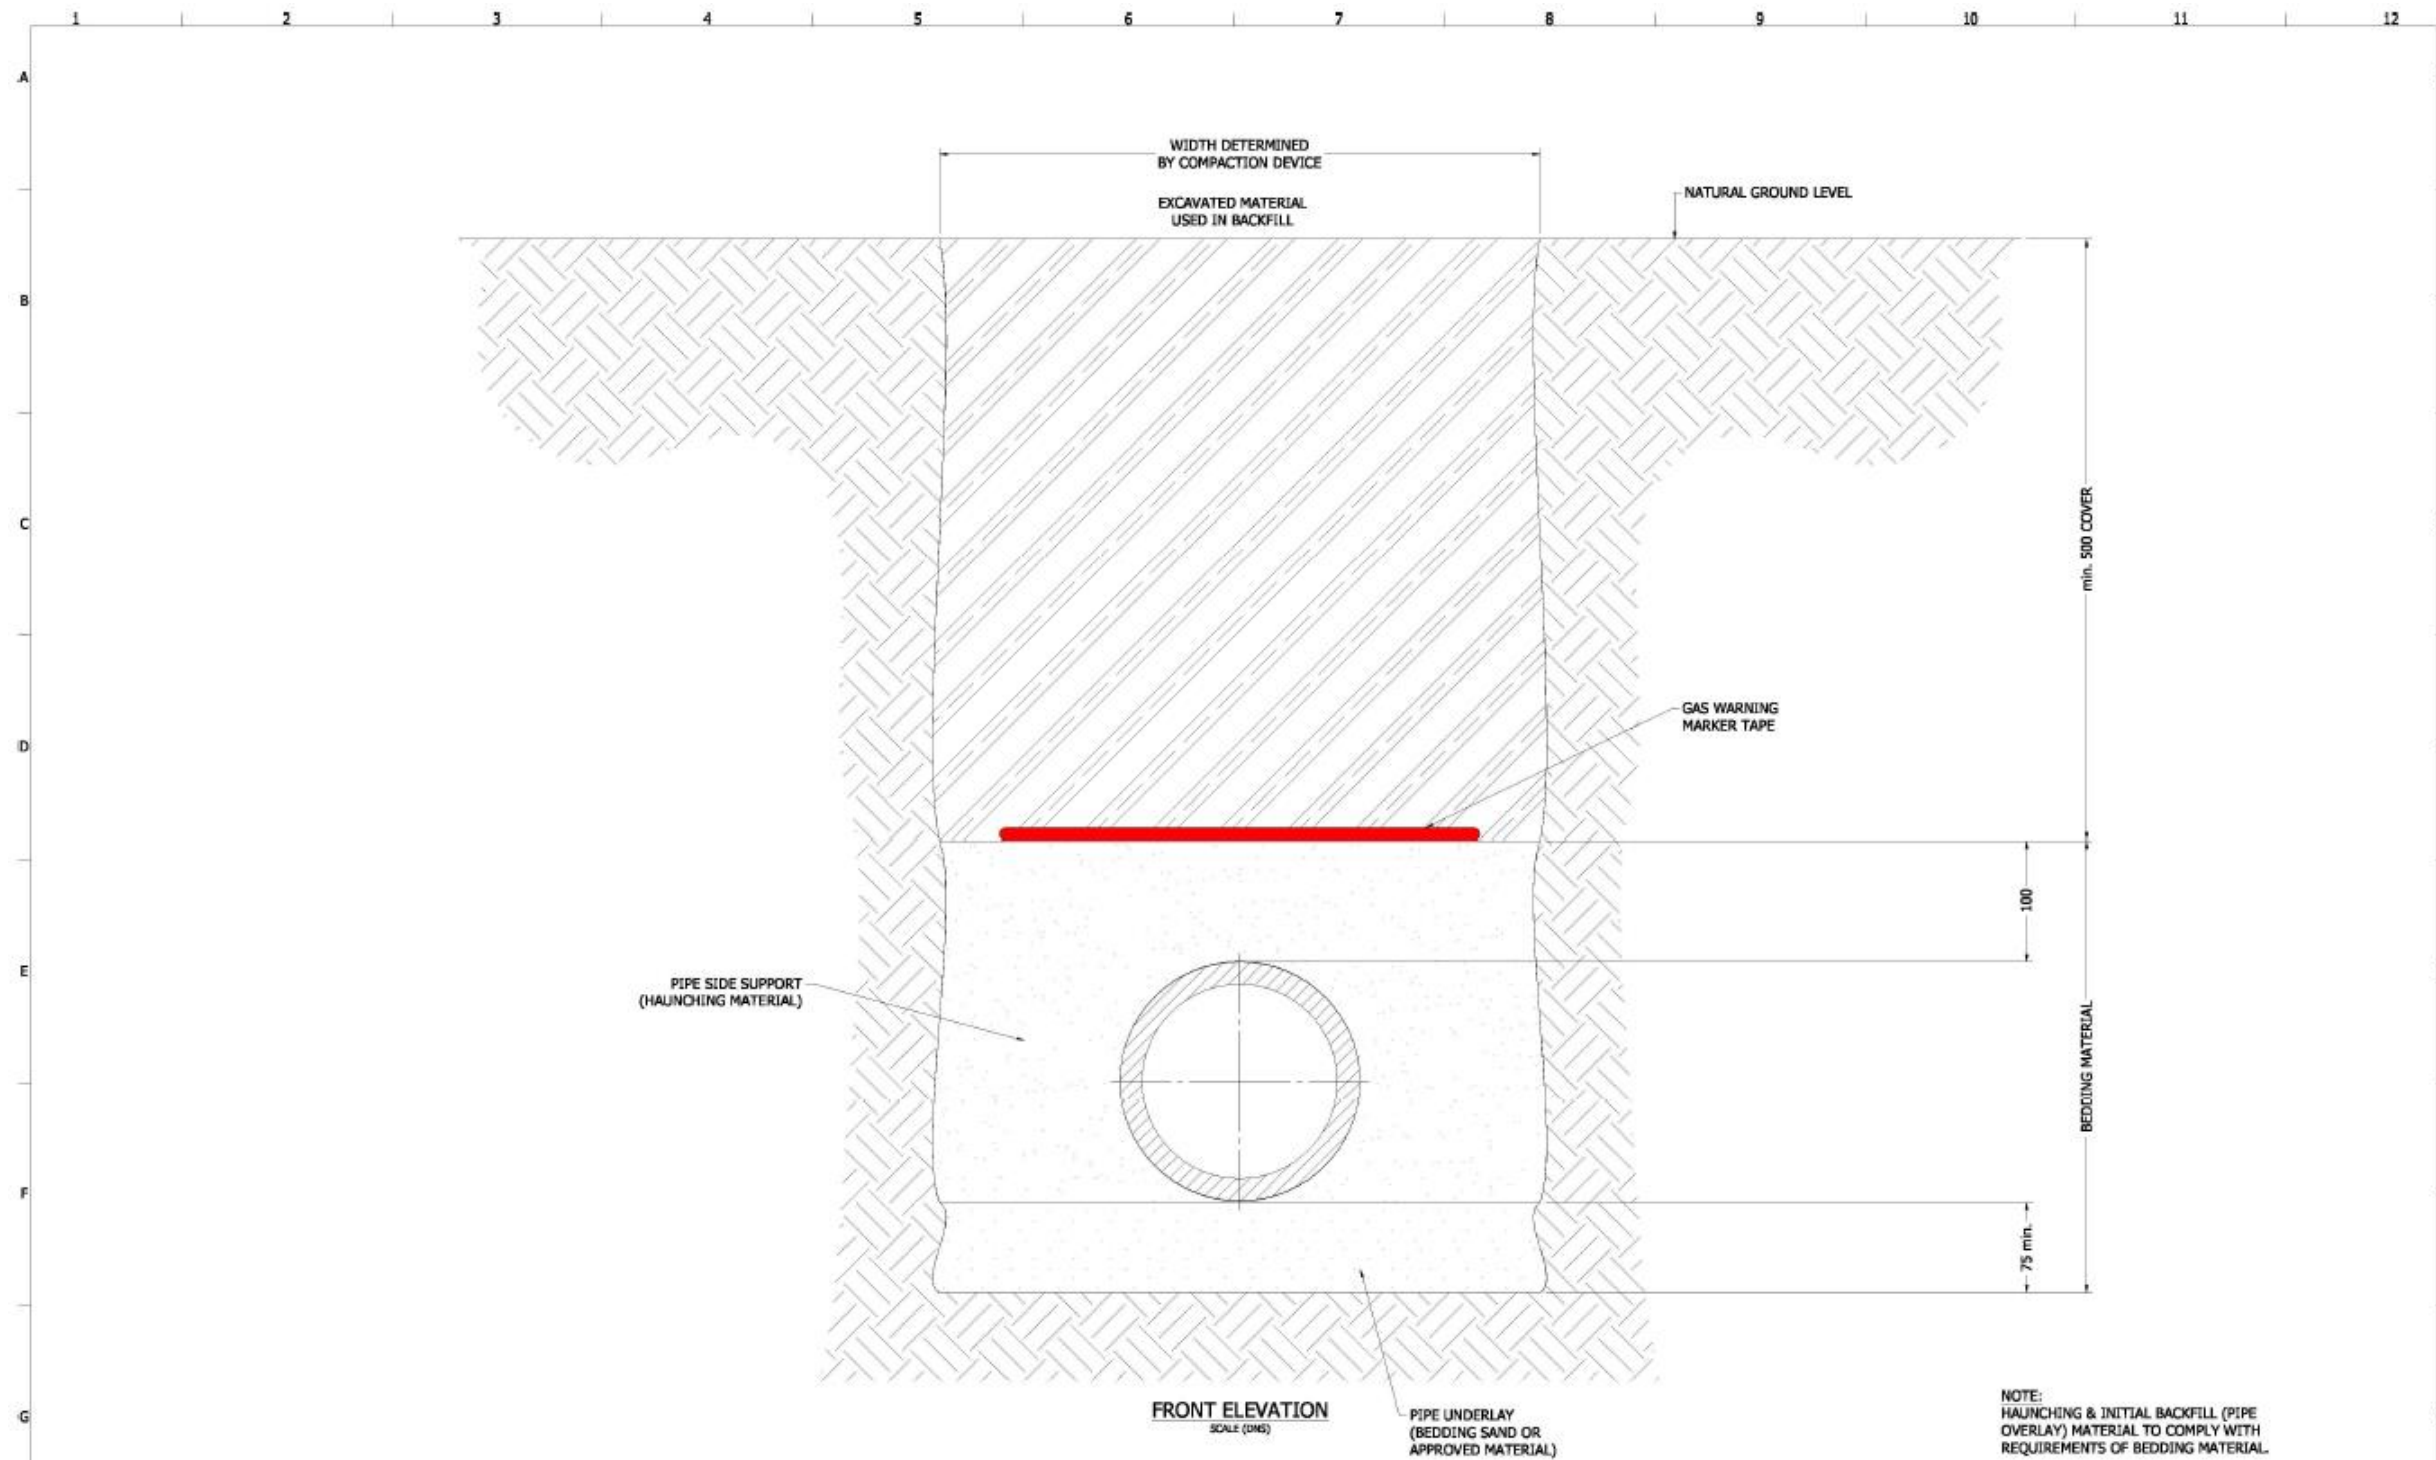 1 2 3 4 5 6 7 8 9 10 11 12
A
WIDTH DETERMINED
BY COMPACTION DEVICE
NATURAL GROUND LEVEL
EXCAVATED MATERIAL
USED IN BACKFILL
B
min. 500 COVER
C
GAS WARNING
MARKER TAPE
D
100
E
PIPE SIDE SUPPORT
(HAUNCHING MATERIAL)
BEDDING MATERIAL
F
75 min.
G
FRONT ELEVATION
SCALE (DNS)
PIPE UNDERLAY
(BEDDING SAND OR
APPROVED MATERIAL)
NOTE:
HAUNCHING & INITIAL BACKFILL (PIPE
OVERLAY) MATERIAL TO COMPLY WITH
REQUIREMENTS OF BEDDING MATERIAL.